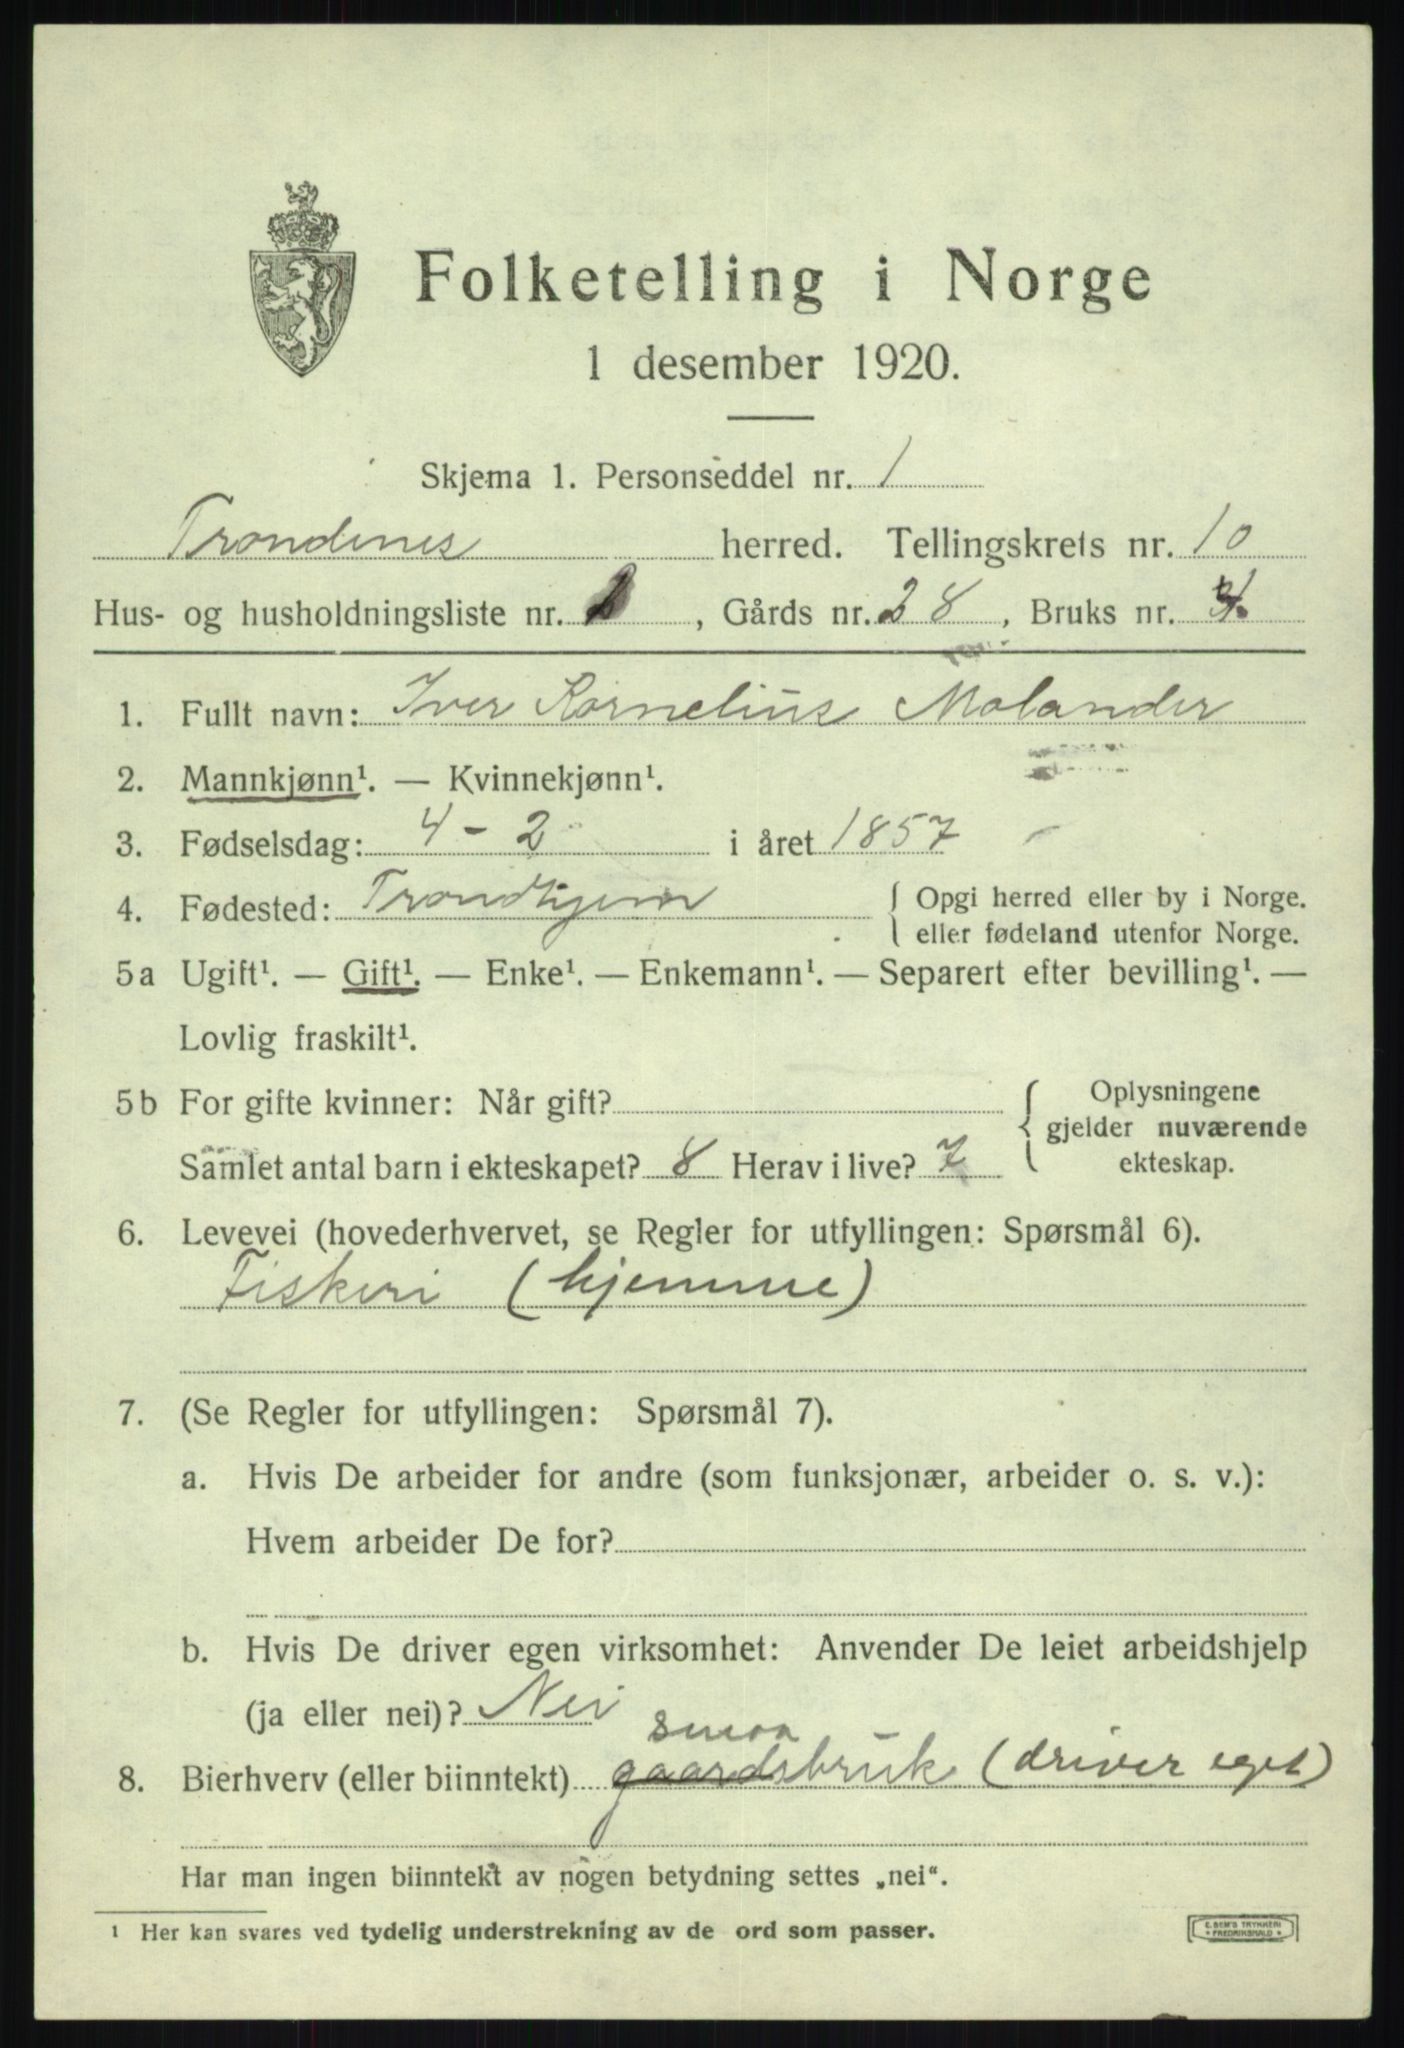 Folketelling i Norge
1 desember 1920.
Skjema 1. Personseddel nr. 1
Trondenes herred. Tellingskrets nr. 10
Hus- og husholdningsliste nr. , Gårds nr. 28, Bruks nr. 4.
1. Fullt navn: Iver Kornelius Molander
2. Mannkjønn¹. — Kvinnekjønn¹.
3. Fødselsdag: 4 - 2 i året 1857
4. Fødested: Trondhjem { Opgi herred eller by i Norge.
eller fødeland utenfor Norge.
5a Ugift¹. — Gift¹. — Enke¹. — Enkemann¹. — Separert efter bevilling¹. —
Lovlig fraskilt¹.
5b For gifte kvinner: Når gift? { Oplysningene
gjelder nuværende
Samlet antal barn i ekteskapet? 8 Herav i live? 7 ekteskap.
6. Levevei (hovederhvervet, se Regler for utfyllingen: Spørsmål 6).
Fiskeri (hjemme)
7. (Se Regler for utfyllingen: Spørsmål 7).
a. Hvis De arbeider for andre (som funksjonær, arbeider o. s. v.):
Hvem arbeider De for?
b. Hvis De driver egen virksomhet: Anvender De leiet arbeidshjelp
(ja eller nei)? Nei
smaa
8. Bierhverv (eller biinntekt) gaardsbruk (driver eget)
Har man ingen biinntekt av nogen betydning settes „nei“.
¹ Her kan svares ved tydelig understrekning av de ord som passer.
E. SEM'S TRYKKERI
* FREDRIKSHALD *